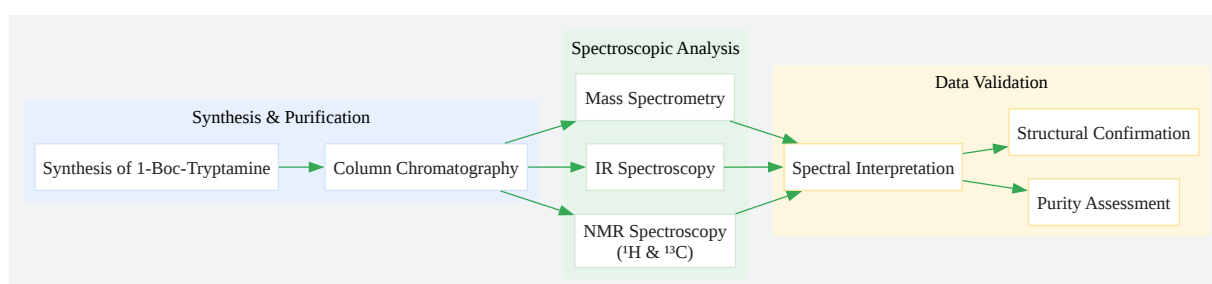 Synthesis & Purification
Synthesis of 1-Boc-Tryptamine
Column Chromatography
Spectroscopic Analysis
Mass Spectrometry
IR Spectroscopy
NMR Spectroscopy
(¹H & ¹³C)
Data Validation
Spectral Interpretation
Structural Confirmation
Purity Assessment